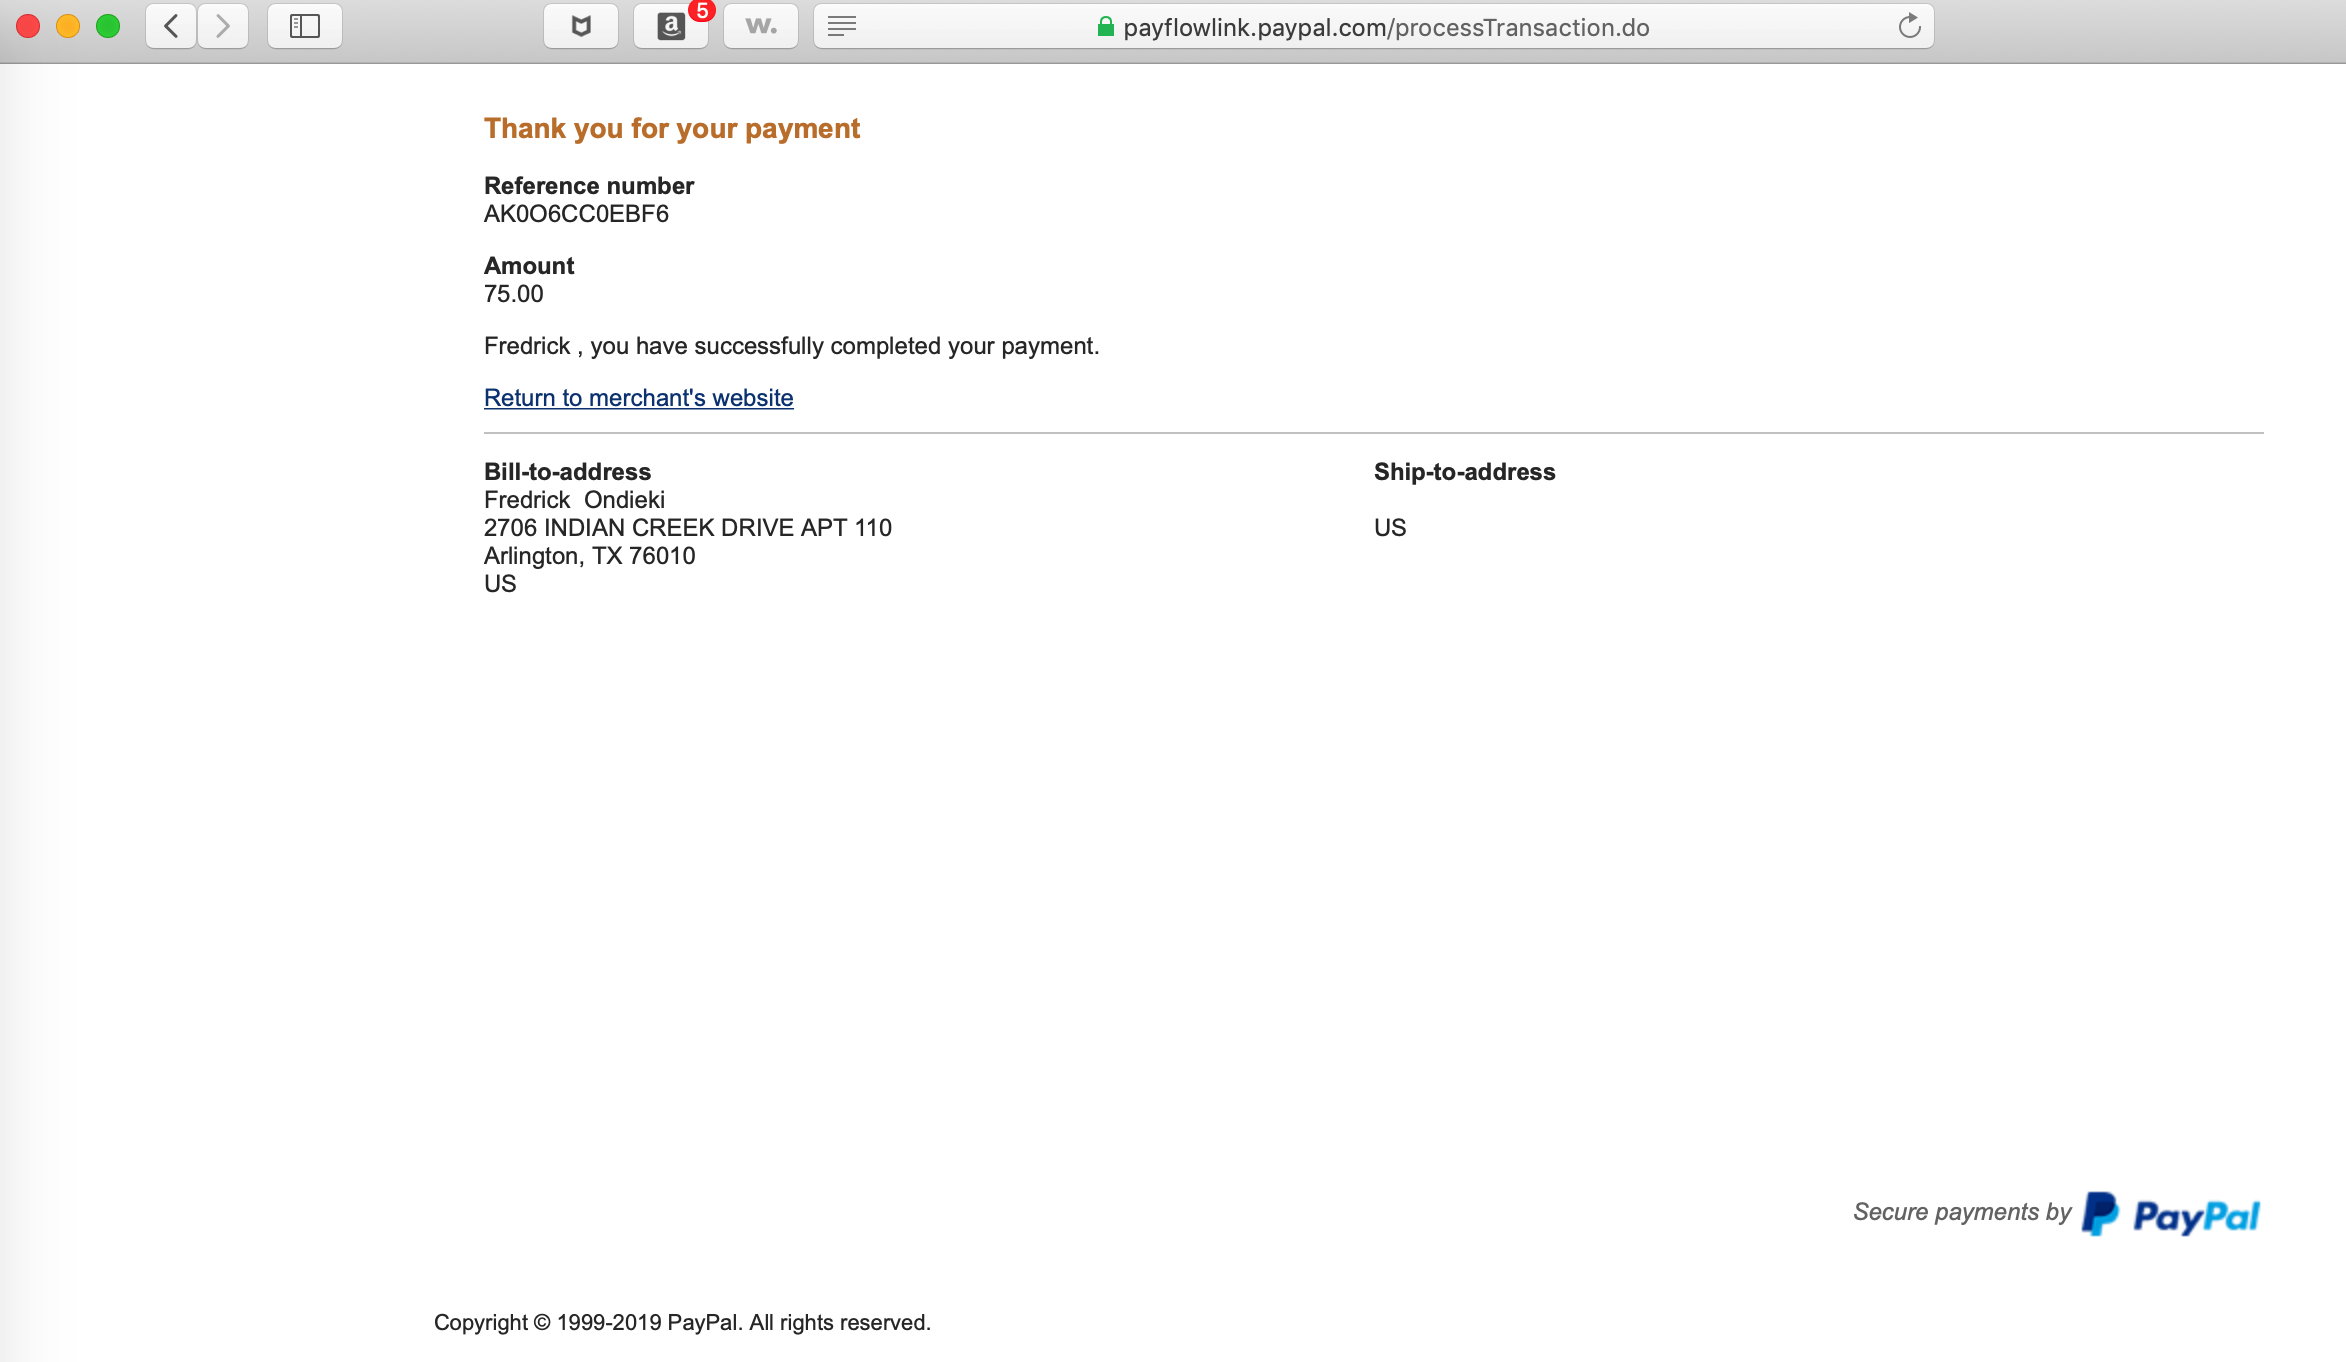 5
a
w.
payflowlink.paypal.com/processTransaction.do
Thank you for your payment
Reference number
AK0O6CC0EBF6
Amount
75.00
Fredrick , you have successfully completed your payment.
Return to merchant's website
Bill-to-address
Fredrick  Ondieki
2706 INDIAN CREEK DRIVE APT 110
Arlington, TX 76010
US
Ship-to-address
US
Secure payments by PayPal
Copyright © 1999-2019 PayPal. All rights reserved.